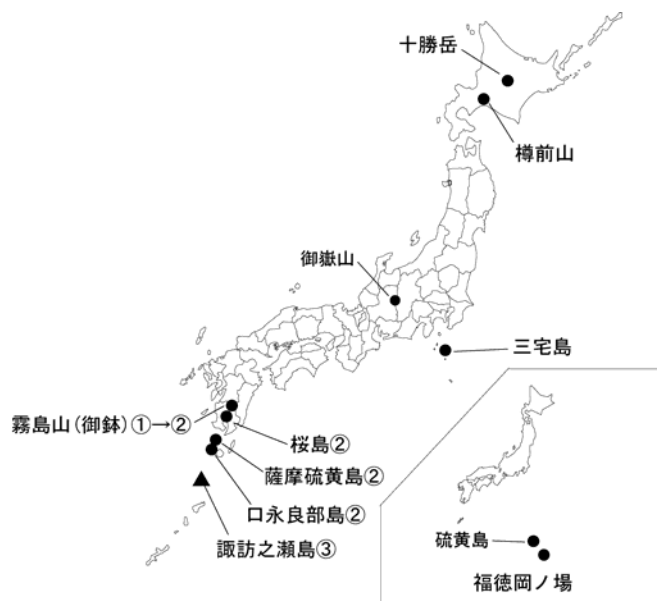 十勝岳
樽前山
御嶽山
三宅島
霧島山(御鉢)①→②
桜島②
薩摩硫黄島②
口永良部島②
諏訪之瀬島③
硫黄島
福徳岡ノ場